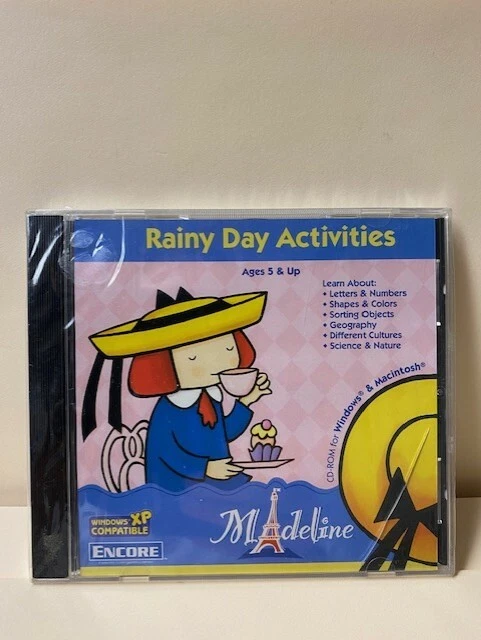 Rainy Day Activities
Ages 5 & Up
Learn About:
• Letters & Numbers
• Shapes & Colors
• Sorting Objects
• Geography
• Different Cultures
• Science & Nature
CD-ROM for Windows® & Macintosh®
WINDOWS XP
COMPATIBLE
ENCORE
Madeline